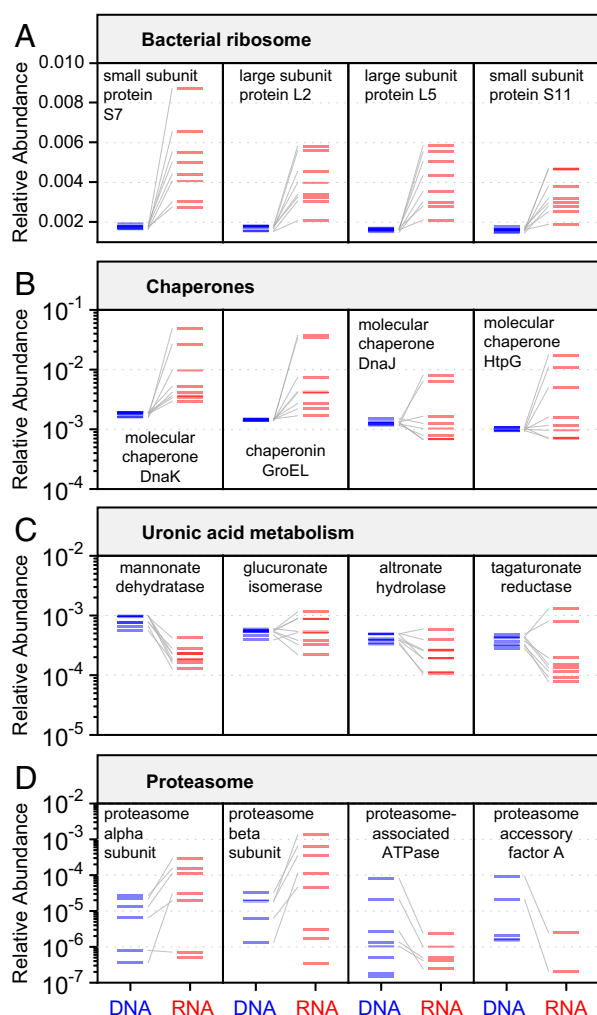 A
Bacterial ribosome
Relative Abundance
0.010
0.008
0.006
0.004
0.002
small subunit
protein
S7
large subunit
protein L2
large subunit
protein L5
small subunit
protein S11
B
Chaperones
Relative Abundance
10⁻¹
10⁻²
10⁻³
10⁻⁴
molecular
chaperone
DnaK
chaperonin
GroEL
molecular
chaperone
DnaJ
molecular
chaperone
HtpG
C
Uronic acid metabolism
Relative Abundance
10⁻²
10⁻³
10⁻⁴
10⁻⁵
mannonate
dehydratase
glucuronate
isomerase
altronate
hydrolase
tagaturonate
reductase
D
Proteasome
Relative Abundance
10⁻²
10⁻³
10⁻⁴
10⁻⁵
10⁻⁶
10⁻⁷
proteasome
alpha
subunit
proteasome
beta
subunit
proteasome-
associated
ATPase
proteasome
accessory
factor A
DNA RNA DNA RNA DNA RNA DNA RNA